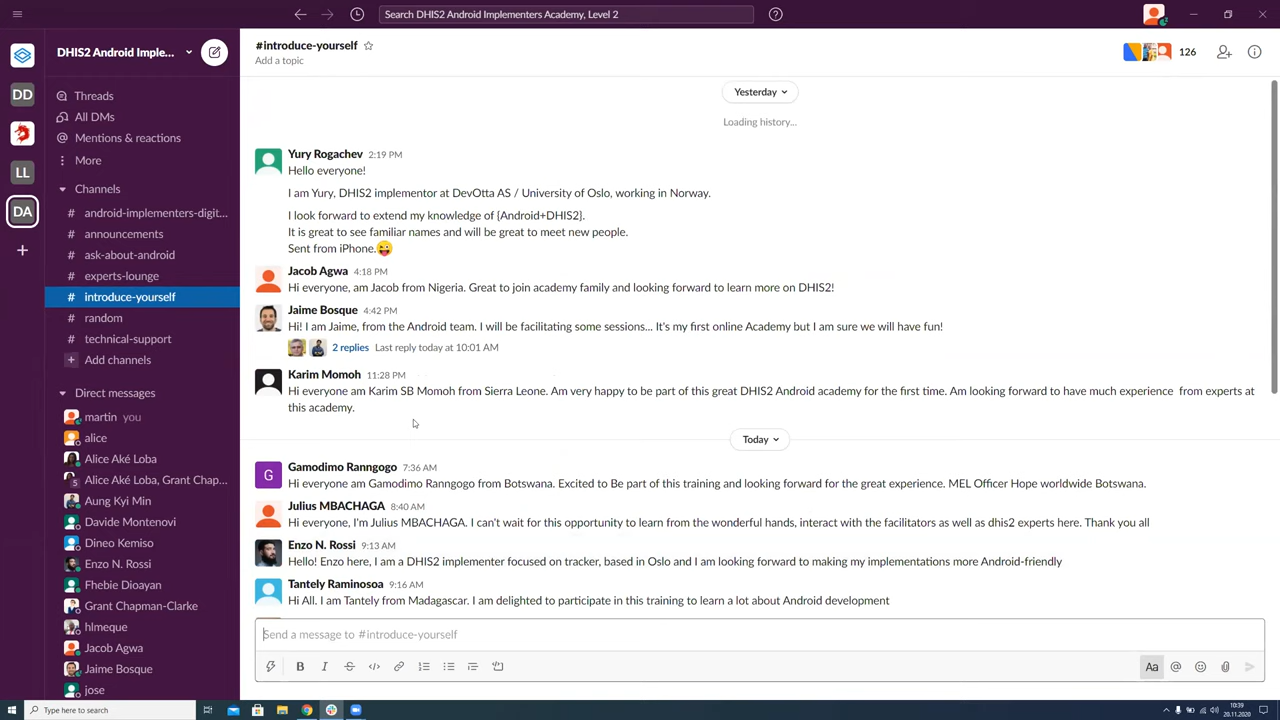 Search DHIS2 Android Implementers Academy, Level 2
DHIS2 Android Imple...
#introduce-yourself
Add a topic
126
DD
LL
DA
Threads
All DMs
Mentions & reactions
More
Channels
# android-implementers-digit...
# announcements
# ask-about-android
# experts-lounge
# introduce-yourself
# random
# technical-support
+ Add channels
Direct messages
martin you
alice
Alice Aké Loba
Alice Aké Loba, Grant Chap...
Aung Kyi Min
Davide Montenovi
Dineo Kemiso
Enzo N. Rossi
Fhebie Dioayan
Grant Chapman-Clarke
hlmeque
Jacob Agwa
Jaime Bosque
jose
Yesterday
Loading history...
Yury Rogachev 2:19 PM
Hello everyone!
I am Yury, DHIS2 implementor at DevOtta AS / University of Oslo, working in Norway.
I look forward to extend my knowledge of {Android+DHIS2}.
It is great to see familiar names and will be great to meet new people.
Sent from iPhone.😜
Jacob Agwa 4:18 PM
Hi everyone, am Jacob from Nigeria. Great to join academy family and looking forward to learn more on DHIS2!
Jaime Bosque 4:42 PM
Hi! I am Jaime, from the Android team. I will be facilitating some sessions... It's my first online Academy but I am sure we will have fun!
2 replies Last reply today at 10:01 AM
Karim Momoh 11:28 PM
Hi everyone am Karim SB Momoh from Sierra Leone. Am very happy to be part of this great DHIS2 Android academy for the first time. Am looking forward to have much experience from experts at
this academy.
Today
G
Gamodimo Ranngogo 7:36 AM
Hi everyone am Gamodimo Ranngogo from Botswana. Excited to Be part of this training and looking forward for the great experience. MEL Officer Hope worldwide Botswana.
Julius MBACHAGA 8:40 AM
Hi everyone, I'm Julius MBACHAGA. I can't wait for this opportunity to learn from the wonderful hands, interact with the facilitators as well as dhis2 experts here. Thank you all
Enzo N. Rossi 9:13 AM
Hello! Enzo here, I am a DHIS2 implementer focused on tracker, based in Oslo and I am looking forward to making my implementations more Android-friendly
Tantely Raminosoa 9:16 AM
Hi All. I am Tantely from Madagascar. I am delighted to participate in this training to learn a lot about Android development
Send a message to #introduce-yourself
B I S Aa @
Type here to search
10:39
20.11.2020